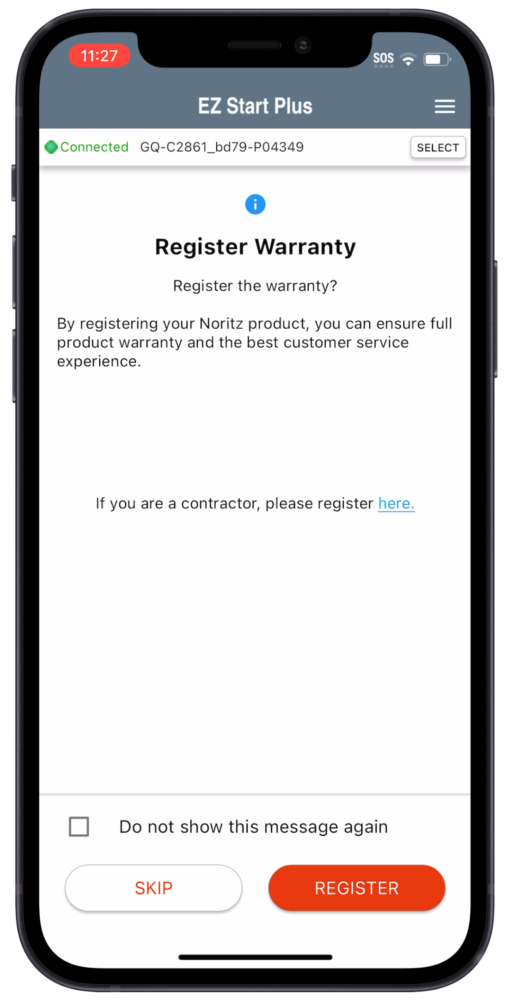 11:27
SOS
EZ Start Plus
Connected GQ-C2861_bd79-P04349 SELECT
Register Warranty
Register the warranty?
By registering your Noritz product, you can ensure full
product warranty and the best customer service
experience.
If you are a contractor, please register here.
Do not show this message again
SKIP REGISTER